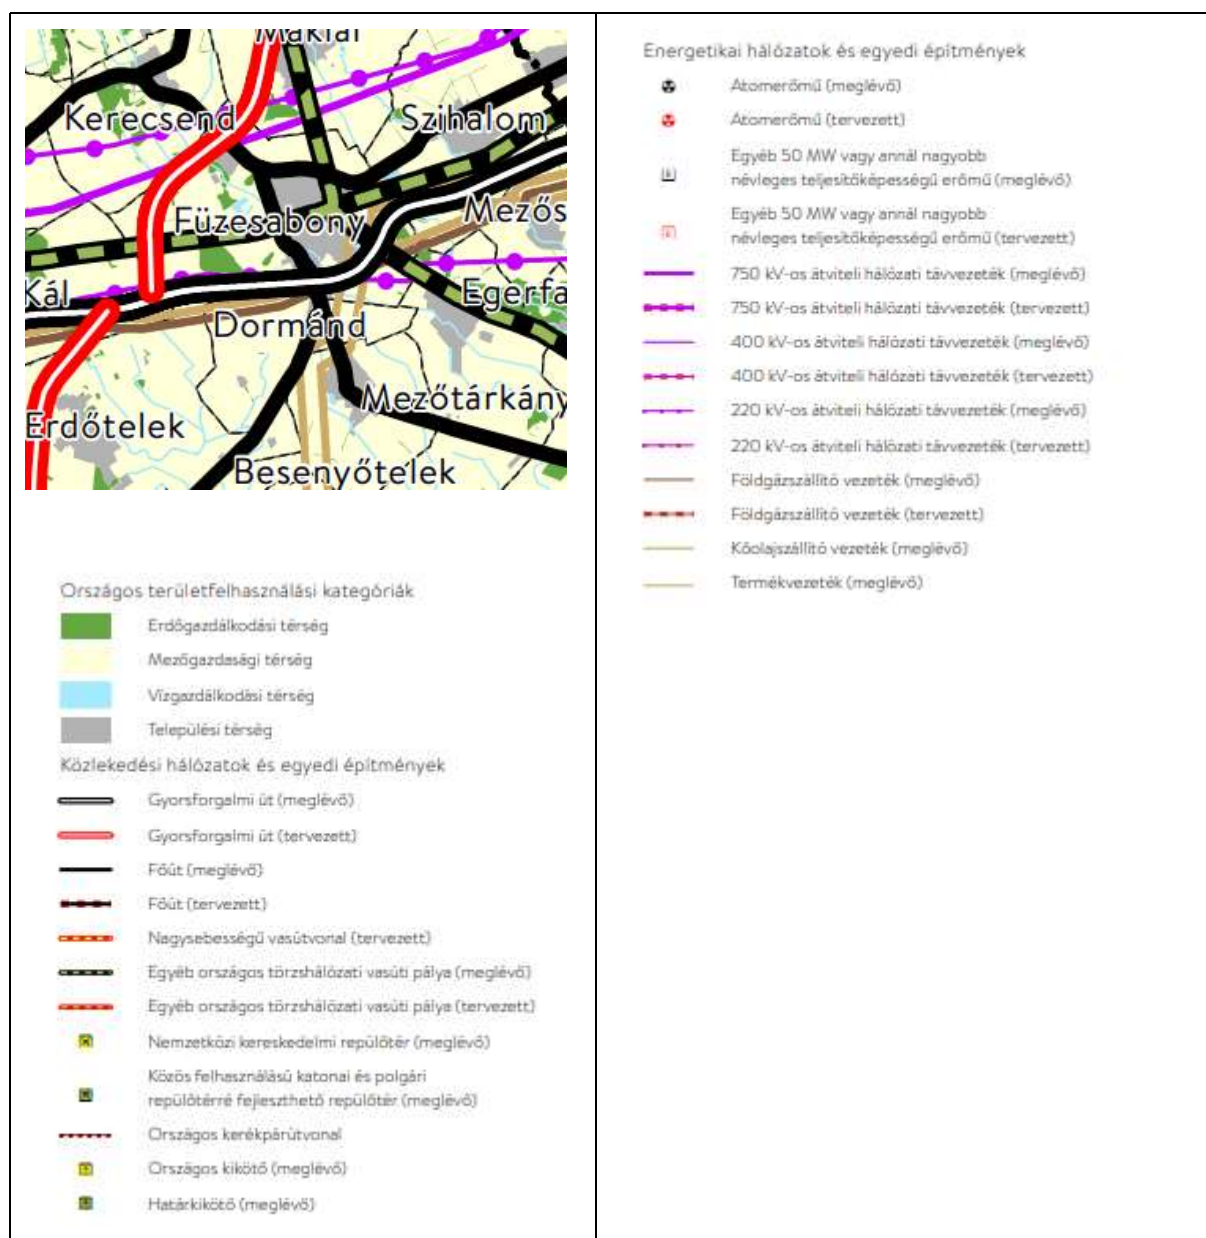 Maklár
Kerecsend
Szihalom
Füzesabony
Mezős
Kál
Egerfa
Dormánd
Mezőtárkány
Erdőtelek
Besenyőtelek
Országos területfelhasználási kategóriák
Erdőgazdálkodási térség
Mezőgazdasági térség
Vízgazdálkodási térség
Települési térség
Közlekedési hálózatok és egyedi építmények
Gyorsforgalmi út (meglévő)
Gyorsforgalmi út (tervezett)
Főút (meglévő)
Főút (tervezett)
Nagysebességű vasútvonal (tervezett)
Egyéb országos törzshálózati vasúti pálya (meglévő)
Egyéb országos törzshálózati vasúti pálya (tervezett)
Nemzetközi kereskedelmi repülőtér (meglévő)
Közös felhasználású katonai és polgári
repülőtérré fejleszthető repülőtér (meglévő)
Országos kerékpárútvonal
Országos kikötő (meglévő)
Határkikötő (meglévő)
Energetikai hálózatok és egyedi építmények
Atomerőmű (meglévő)
Atomerőmű (tervezett)
Egyéb 50 MW vagy annál nagyobb
névleges teljesítőképességű erőmű (meglévő)
Egyéb 50 MW vagy annál nagyobb
névleges teljesítőképességű erőmű (tervezett)
750 kV-os átviteli hálózati távvezeték (meglévő)
750 kV-os átviteli hálózati távvezeték (tervezett)
400 kV-os átviteli hálózati távvezeték (meglévő)
400 kV-os átviteli hálózati távvezeték (tervezett)
220 kV-os átviteli hálózati távvezeték (meglévő)
220 kV-os átviteli hálózati távvezeték (tervezett)
Földgázszállító vezeték (meglévő)
Földgázszállító vezeték (tervezett)
Kőolajszállító vezeték (meglévő)
Termékvezeték (meglévő)